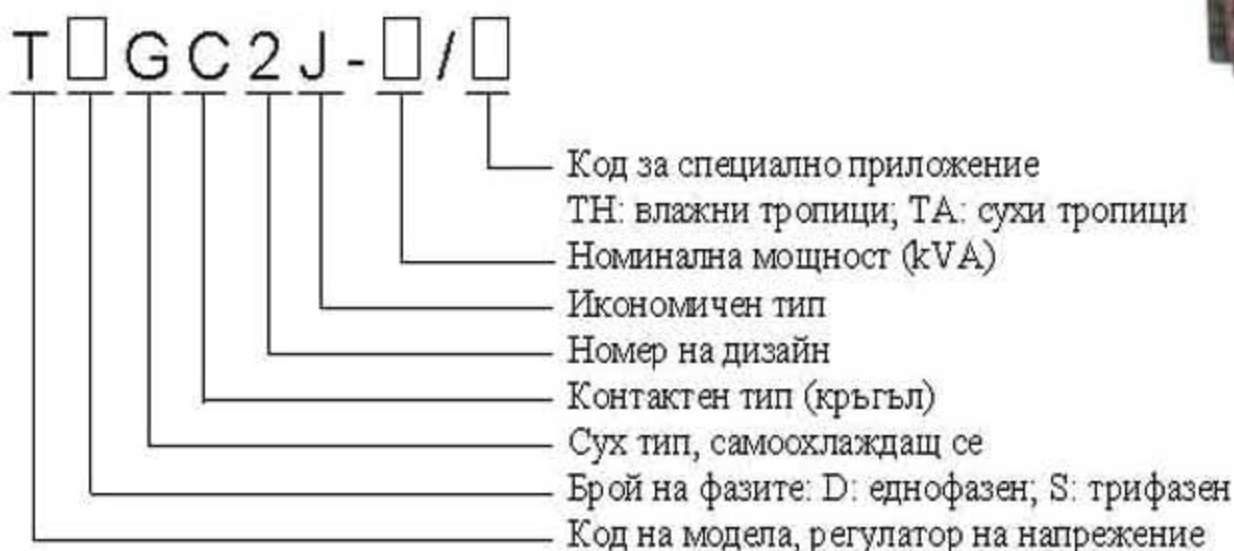 T□GC2J-□/□
Код за специално приложение
TH: влажни тропици; TA: сухи тропици
Номинална мощност (kVA)
Икономичен тип
Номер на дизайн
Контактен тип (кръгъл)
Сух тип, самоохлаждащ се
Брой на фазите: D: еднофазен; S: трифазен
Код на модела, регулатор на напрежение